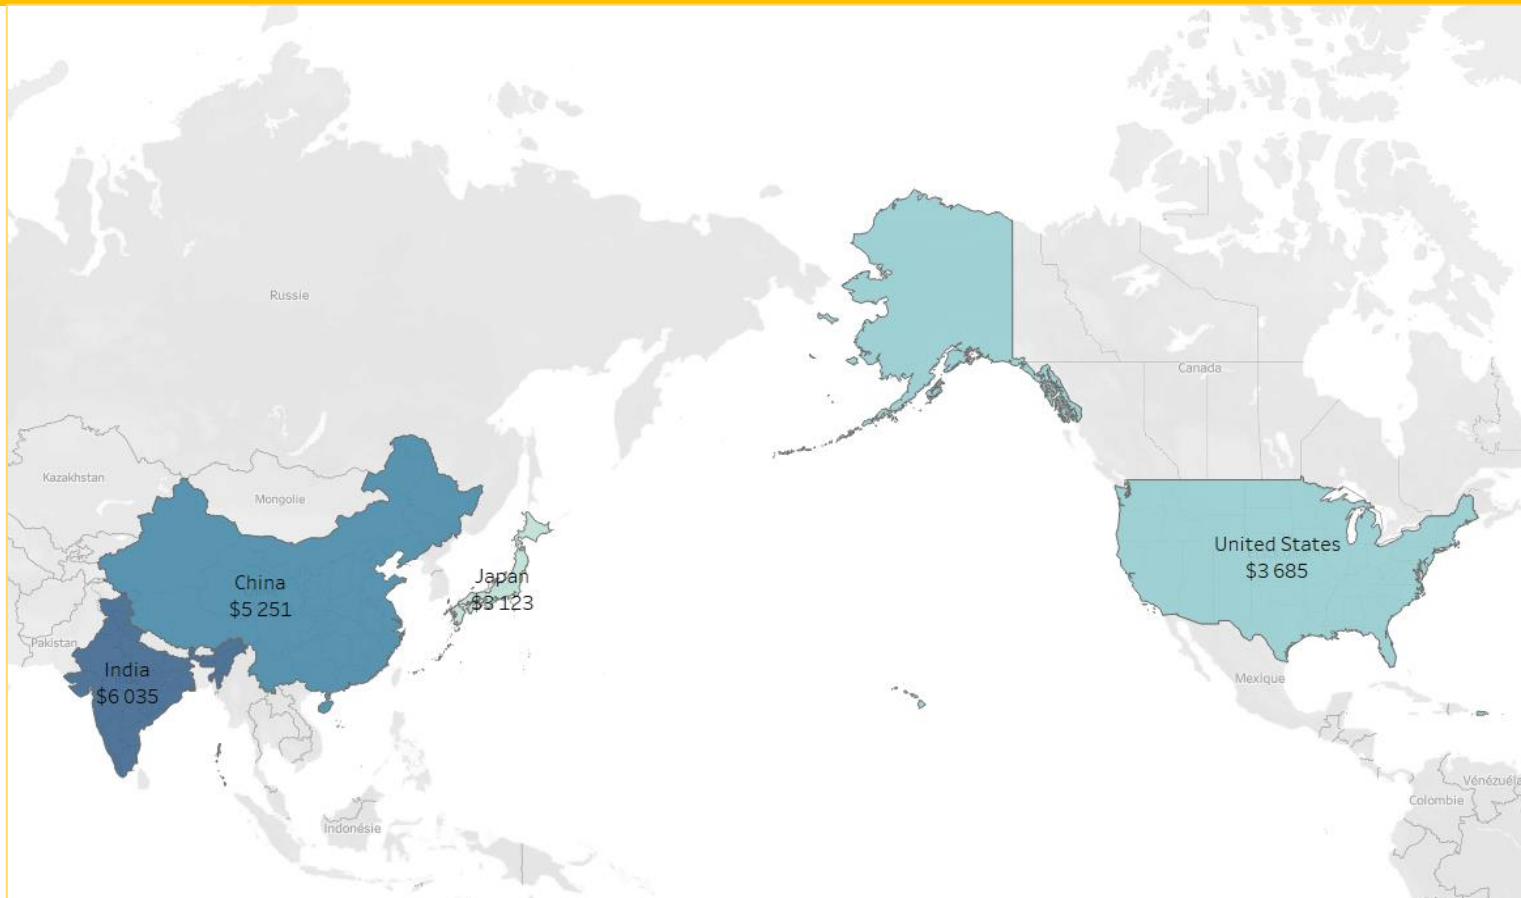 Russie
Canada
Kazakhstan
Mongolie
United States
$3 685
China
$5 251
Japan
$3 123
Pakistan
India
$6 035
Mexique
Vénézuéla
Colombie
Indonésie